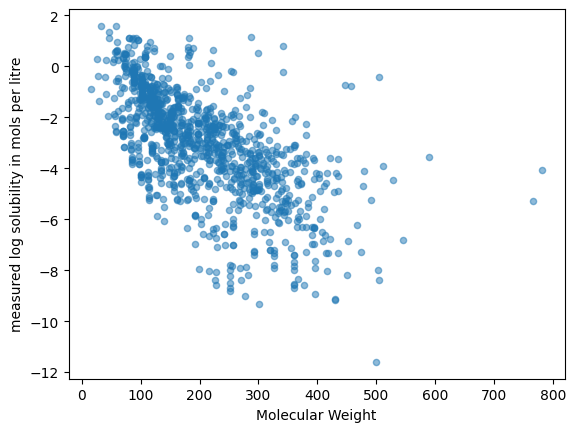 measured log solubility in mols per litre
2
0
−2
−4
−6
−8
−10
−12
0 100 200 300 400 500 600 700 800
Molecular Weight